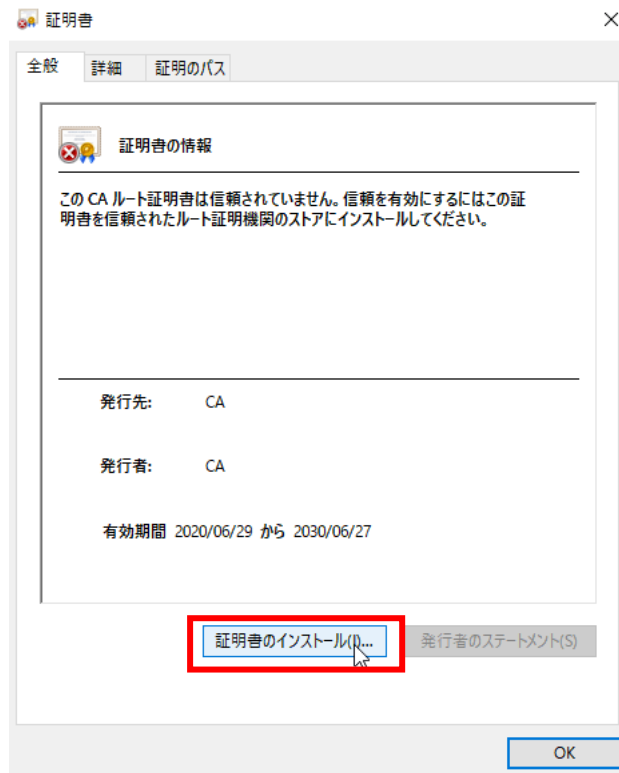 証明書
全般 詳細 証明のパス
証明書の情報
この CA ルート証明書は信頼されていません。信頼を有効にするにはこの証
明書を信頼されたルート証明機関のストアにインストールしてください。
発行先: CA
発行者: CA
有効期間 2020/06/29 から 2030/06/27
証明書のインストール(I)... 発行者のステートメント(S)
OK